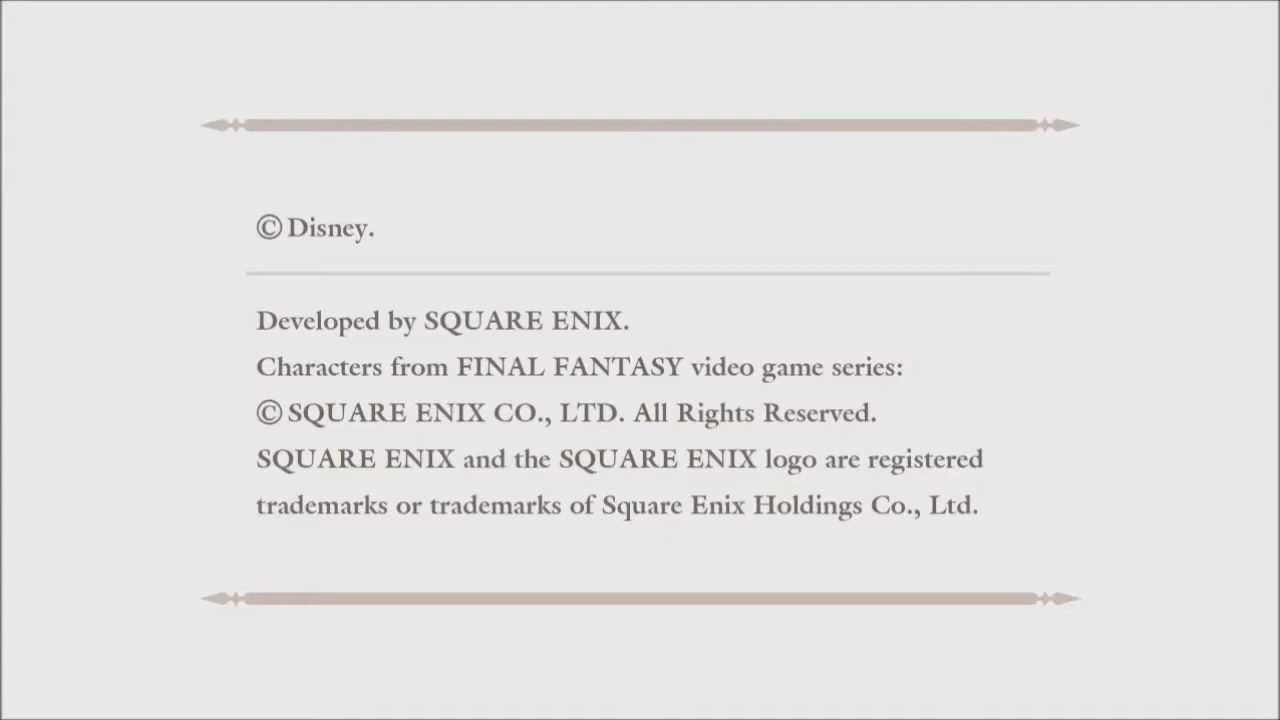 © Disney.
Developed by SQUARE ENIX.
Characters from FINAL FANTASY video game series:
© SQUARE ENIX CO., LTD. All Rights Reserved.
SQUARE ENIX and the SQUARE ENIX logo are registered
trademarks or trademarks of Square Enix Holdings Co., Ltd.